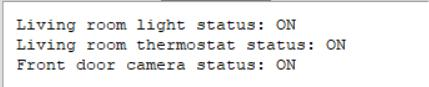 Living room light status: ON
Living room thermostat status: ON
Front door camera status: ON